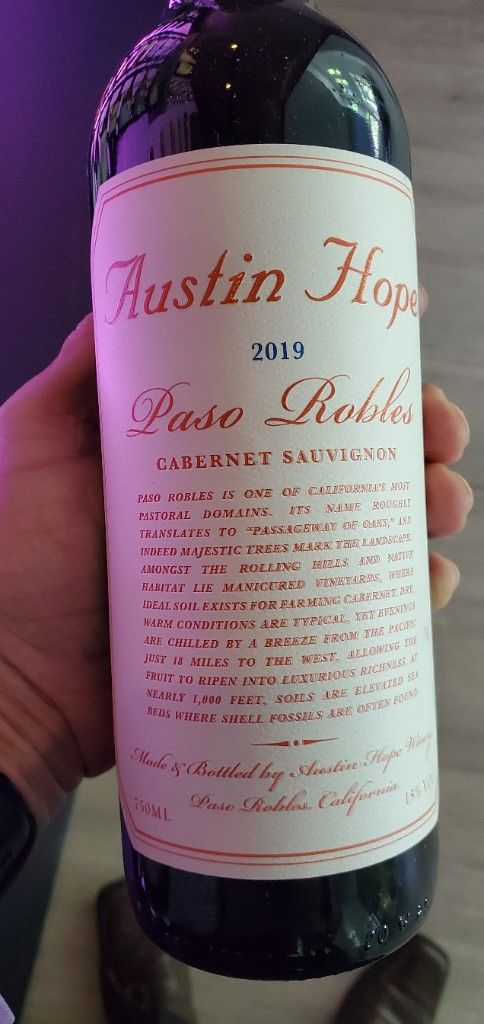 Austin Hope
2019
Paso Robles
CABERNET SAUVIGNON
PASO ROBLES IS ONE OF CALIFORNIA'S MOST
PASTORAL DOMAINS. ITS NAME ROUGHLY
TRANSLATES TO "PASSAGEWAY OF OAKS," AND
INDEED MAJESTIC TREES MARK THE LANDSCAPE.
AMONGST THE ROLLING HILLS AND NATIVE
HABITAT LIE MANICURED VINEYARDS, WHERE
IDEAL SOIL EXISTS FOR FARMING CABERNET. DRY,
WARM CONDITIONS ARE TYPICAL, YET EVENINGS
ARE CHILLED BY A BREEZE FROM THE PACIFIC
JUST 18 MILES TO THE WEST, ALLOWING THE
FRUIT TO RIPEN INTO LUXURIOUS RICHNESS. AT
NEARLY 1,000 FEET, SOILS ARE ELEVATED SEA
BEDS WHERE SHELL FOSSILS ARE OFTEN FOUND.
Made & Bottled by Austin Hope Winery
Paso Robles, California
750ML
15% VOL